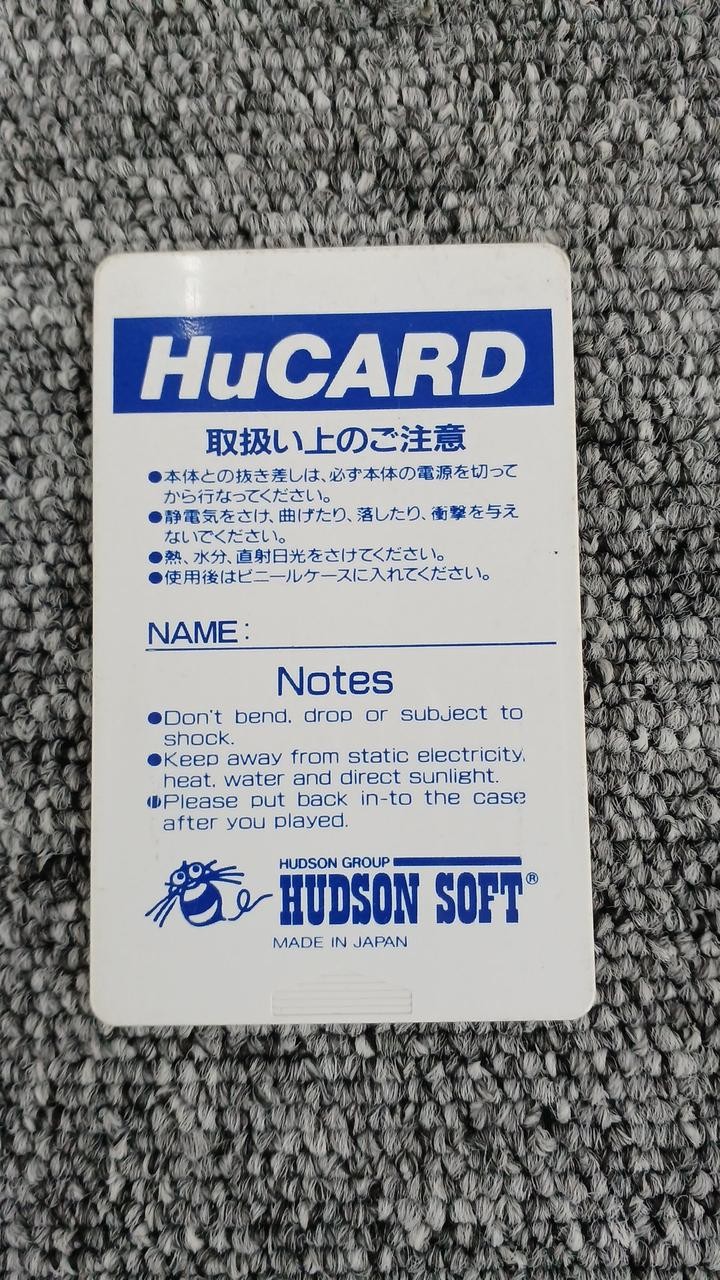 HuCARD
取扱い上のご注意
●本体との抜き差しは、必ず本体の電源を切って
から行なってください。
●静電気をさけ、曲げたり、落したり、衝撃を与え
ないでください。
●熱、水分、直射日光をさけてください。
●使用後はビニールケースに入れてください。
NAME:
Notes
●Don't bend, drop or subject to
shock.
●Keep away from static electricity,
heat, water and direct sunlight.
●Please put back in-to the case
after you played.
HUDSON GROUP
HUDSON SOFT®
MADE IN JAPAN